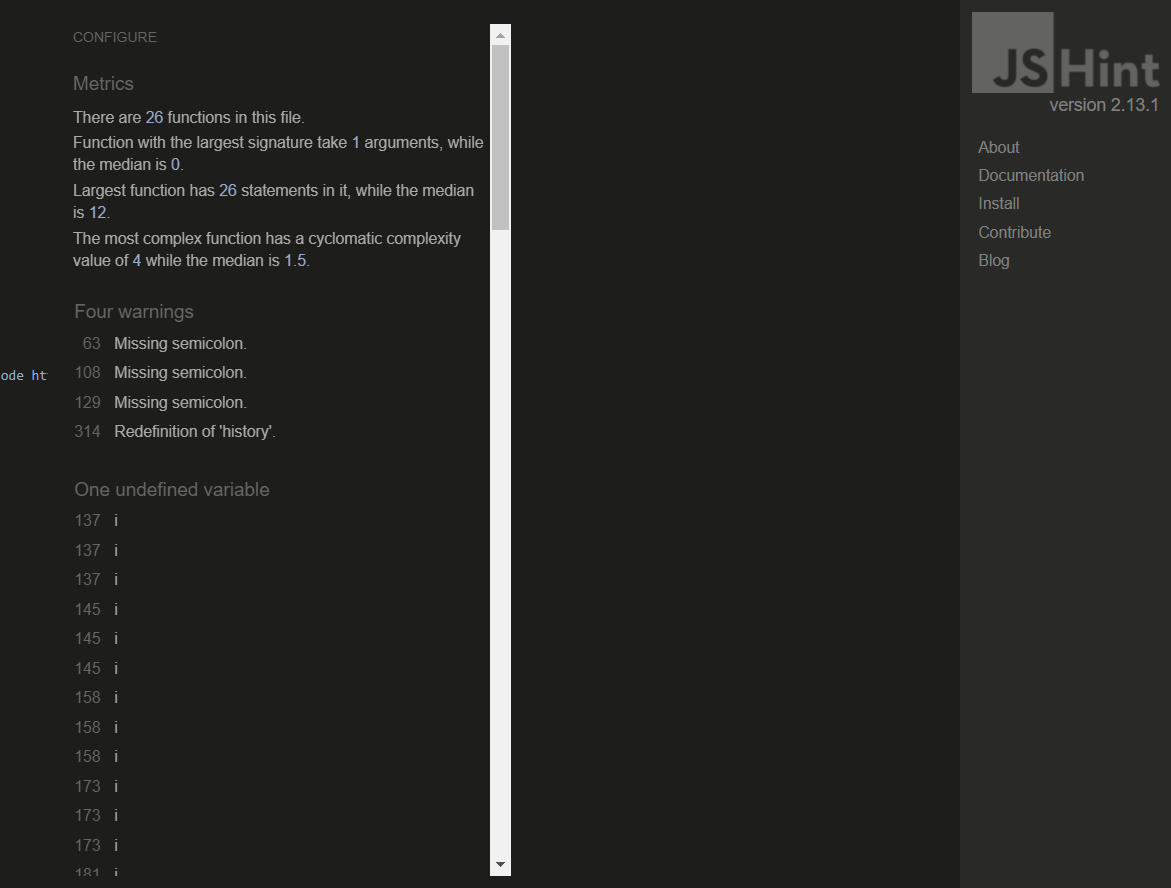 CONFIGURE
Metrics
There are 26 functions in this file.
Function with the largest signature take 1 arguments, while
the median is 0.
Largest function has 26 statements in it, while the median
is 12.
The most complex function has a cyclomatic complexity
value of 4 while the median is 1.5.
Four warnings
63 Missing semicolon.
108 Missing semicolon.
ode ht
129 Missing semicolon.
314 Redefinition of 'history'.
One undefined variable
137 i
137 i
137 i
145 i
145 i
145 i
158 i
158 i
158 i
173 i
173 i
173 i
181 i
JSHint
version 2.13.1
About
Documentation
Install
Contribute
Blog